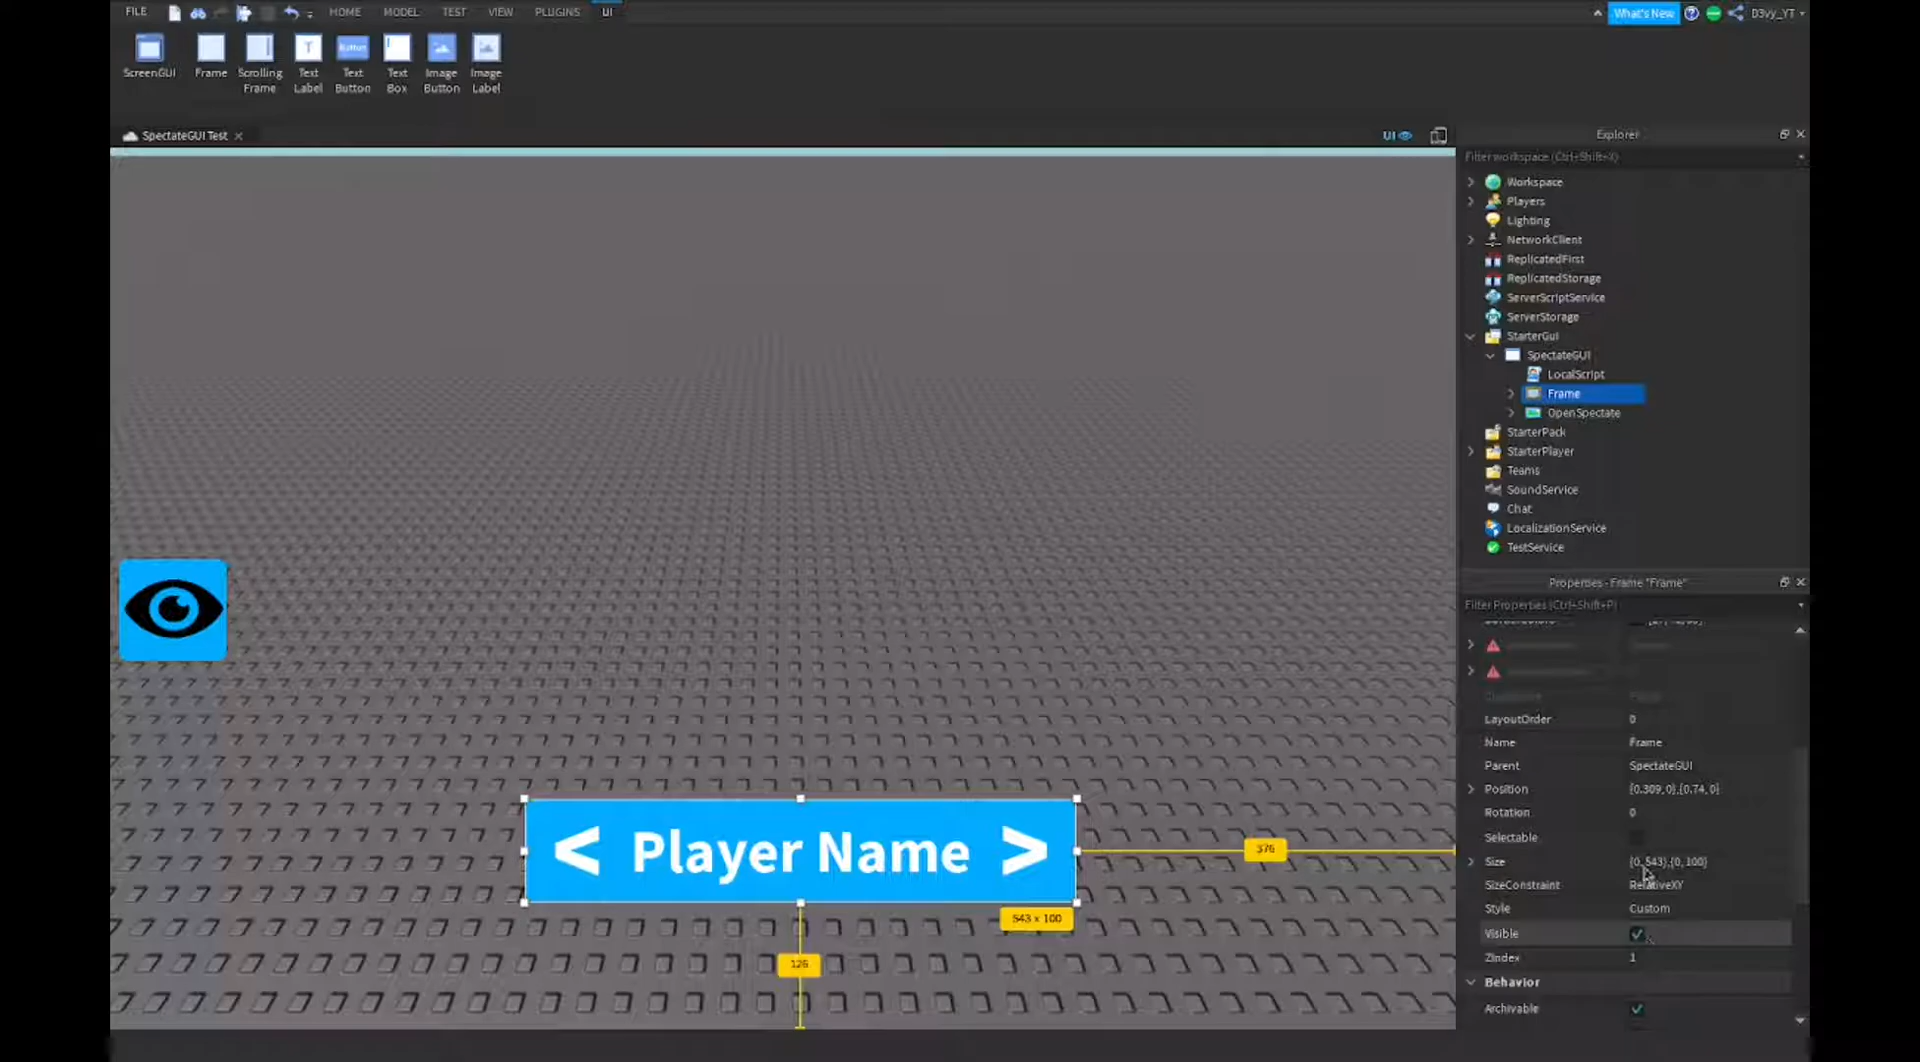 FILE HOME MODEL TEST VIEW PLUGINS UI
What's New D3vy_YT
ScreenGUI Frame Scrolling Frame Text Label Text Button Text Box Image Button Image Label
Button
T
SpectateGUI Test
UI
Explorer
Filter workspace (Ctrl+Shift+X)
Workspace
Players
Lighting
NetworkClient
ReplicatedFirst
ReplicatedStorage
ServerScriptService
ServerStorage
StarterGui
SpectateGUI
LocalScript
Frame
OpenSpectate
StarterPack
StarterPlayer
Teams
SoundService
Chat
LocalizationService
TestService
Properties - Frame "Frame"
Filter Properties (Ctrl+Shift+P)
LayoutOrder 0
Name Frame
Parent SpectateGUI
Position {0.309, 0},{0.74, 0}
Rotation 0
Selectable
Size {0, 543},{0, 100}
SizeConstraint RelativeXY
Style Custom
Visible
ZIndex 1
Behavior
Archivable
< Player Name >
376
543 x 100
126